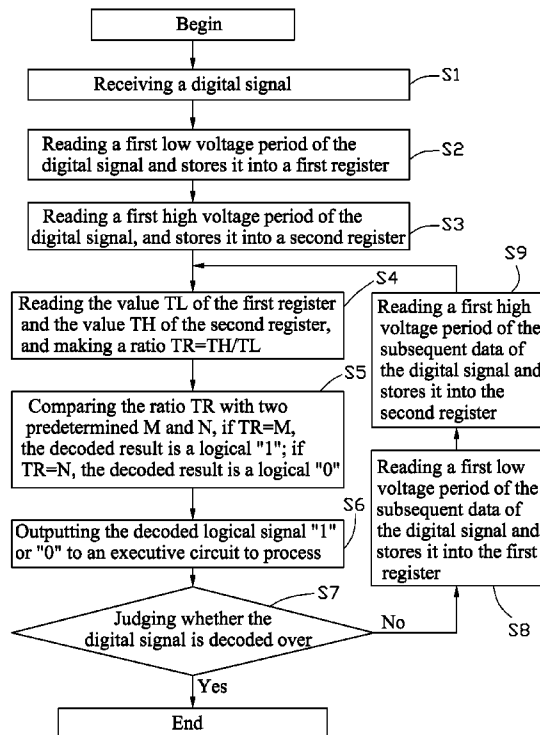 Begin
Receiving a digital signal
S1
Reading a first low voltage period of the
digital signal and stores it into a first register
S2
Reading a first high voltage period of the
digital signal, and stores it into a second register
S3
Reading the value TL of the first register
and the value TH of the second register,
and making a ratio TR=TH/TL
S4
Comparing the ratio TR with two
predetermined M and N, if TR=M,
the decoded result is a logical "1"; if
TR=N, the decoded result is a logical "0"
S5
Outputting the decoded logical signal "1"
or "0" to an executive circuit to process
S6
Judging whether the
digital signal is decoded over
S7
No
Yes
End
Reading a first low
voltage period of the
subsequent data of
the digital signal and
stores it into the first
register
S8
Reading a first high
voltage period of the
subsequent data of
the digital signal and
stores it into the
second register
S9